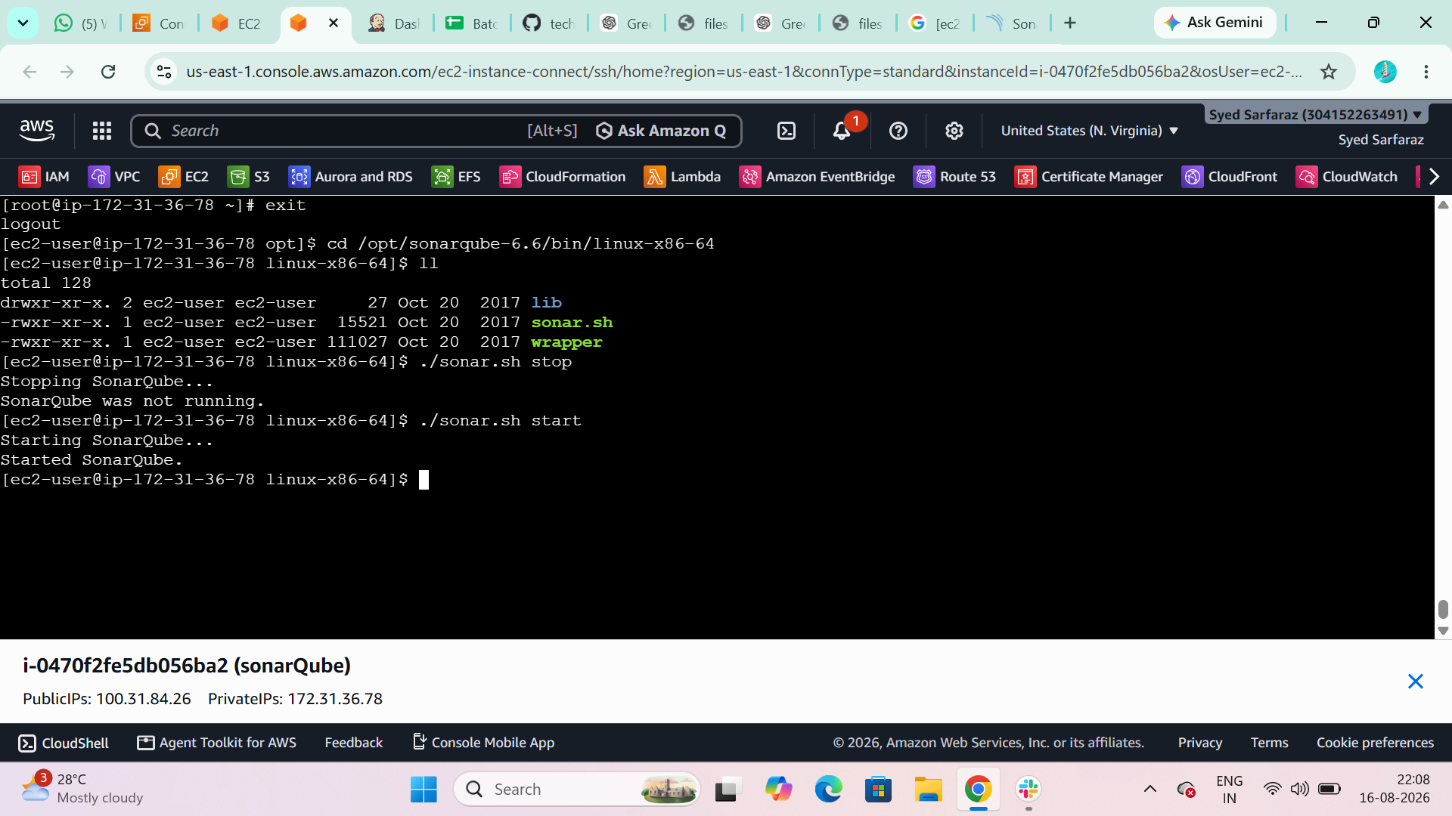 (5) W
Con
EC2
Das
Batc
tech
Gre
files
Gre
files
[ec2
Son
Ask Gemini
us-east-1.console.aws.amazon.com/ec2-instance-connect/ssh/home?region=us-east-1&connType=standard&instanceId=i-0470f2fe5db056ba2&osUser=ec2-...
aws
Search
[Alt+S]
Ask Amazon Q
1
United States (N. Virginia) ▼
Syed Sarfaraz (304152263491) ▼
Syed Sarfaraz
IAM
VPC
EC2
S3
Aurora and RDS
EFS
CloudFormation
Lambda
Amazon EventBridge
Route 53
Certificate Manager
CloudFront
CloudWatch
[root@ip-172-31-36-78 ~]# exit
logout
[ec2-user@ip-172-31-36-78 opt]$ cd /opt/sonarqube-6.6/bin/linux-x86-64
[ec2-user@ip-172-31-36-78 linux-x86-64]$ ll
total 128
drwxr-xr-x. 2 ec2-user ec2-user     27 Oct 20  2017 lib
-rwxr-xr-x. 1 ec2-user ec2-user  15521 Oct 20  2017 sonar.sh
-rwxr-xr-x. 1 ec2-user ec2-user 111027 Oct 20  2017 wrapper
[ec2-user@ip-172-31-36-78 linux-x86-64]$ ./sonar.sh stop
Stopping SonarQube...
SonarQube was not running.
[ec2-user@ip-172-31-36-78 linux-x86-64]$ ./sonar.sh start
Starting SonarQube...
Started SonarQube.
[ec2-user@ip-172-31-36-78 linux-x86-64]$
i-0470f2fe5db056ba2 (sonarQube)
PublicIPs: 100.31.84.26    PrivateIPs: 172.31.36.78
CloudShell
Agent Toolkit for AWS
Feedback
Console Mobile App
© 2026, Amazon Web Services, Inc. or its affiliates.
Privacy
Terms
Cookie preferences
3
28°C
Mostly cloudy
Search
ENG
IN
22:08
16-08-2026